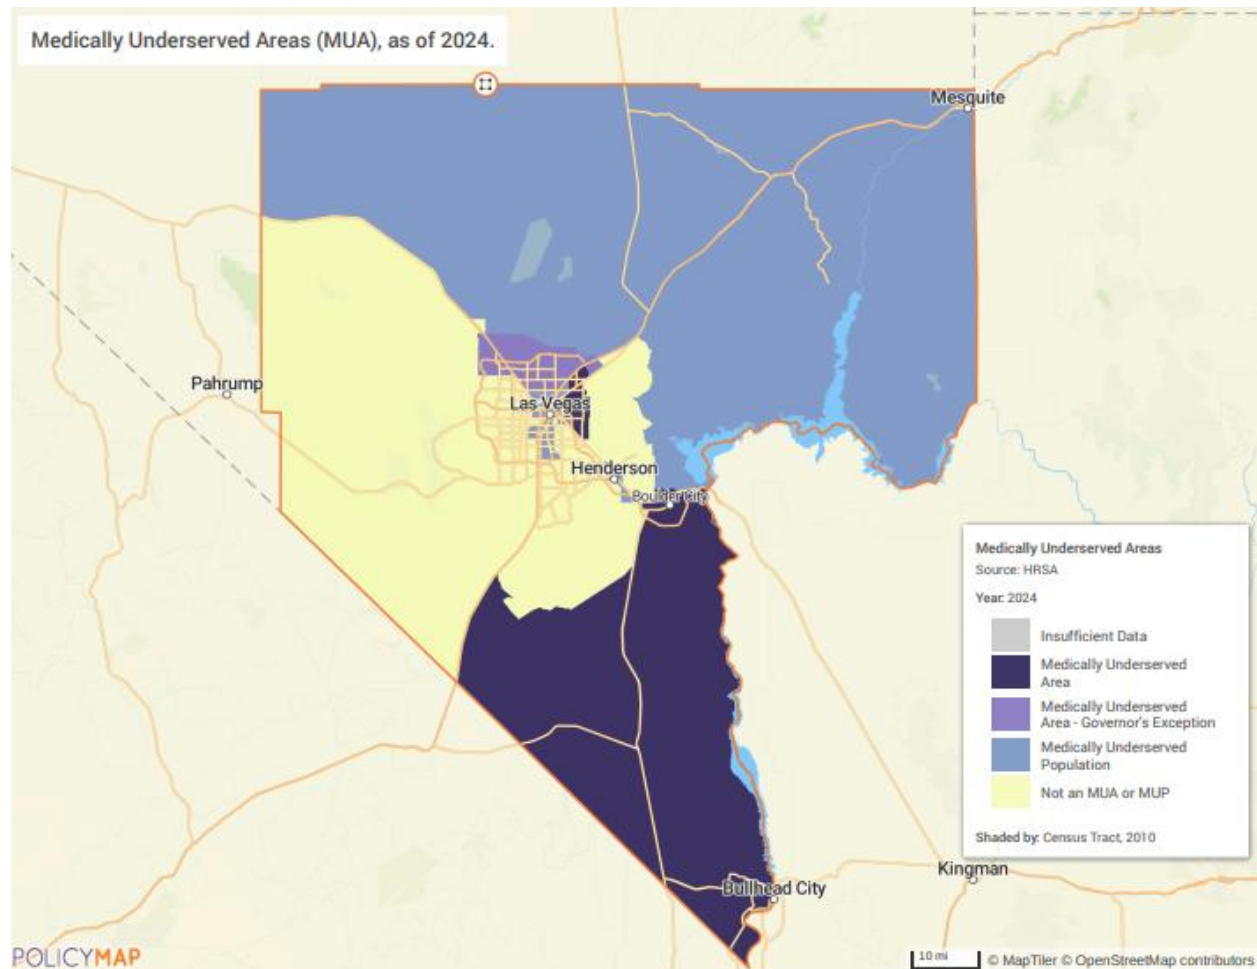 Medically Underserved Areas (MUA), as of 2024.
Mesquite
Pahrump
Las Vegas
Henderson
Boulder City
Medically Underserved Areas
Source: HRSA
Year: 2024
Insufficient Data
Medically Underserved
Area
Medically Underserved
Area - Governor's Exception
Medically Underserved
Population
Not an MUA or MUP
Shaded by: Census Tract, 2010
Kingman
Bullhead City
POLICYMAP
10 mi
© MapTiler © OpenStreetMap contributors